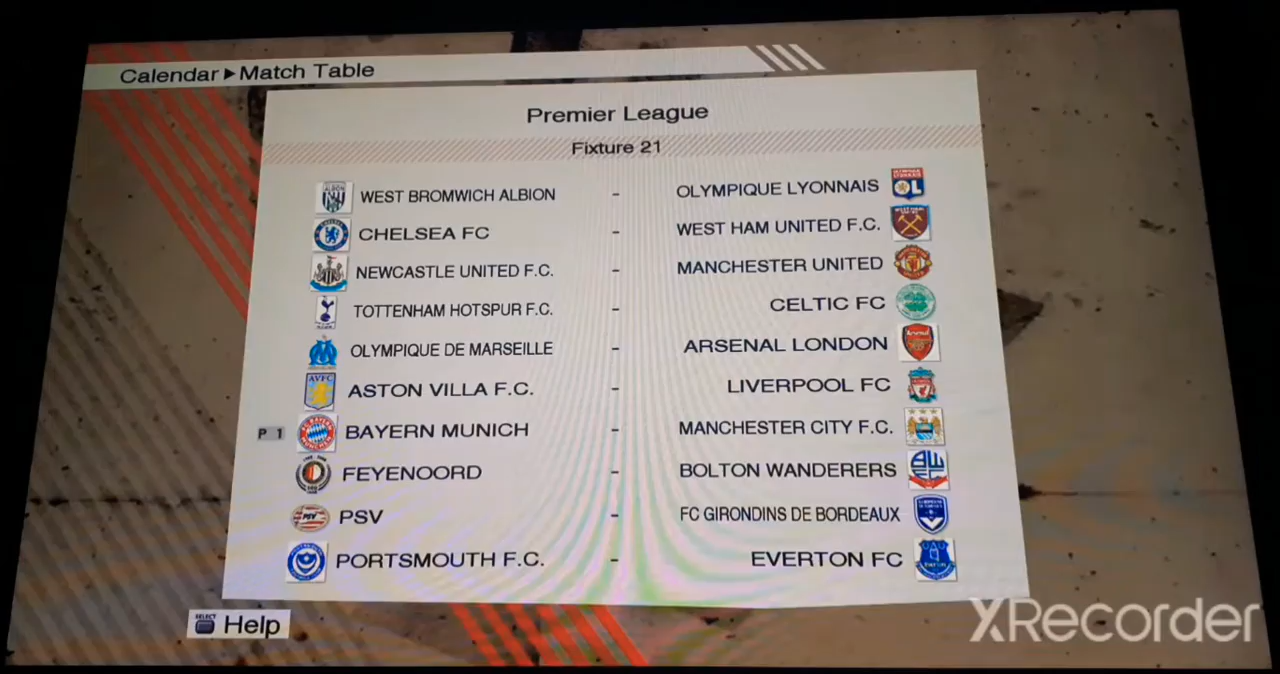 Calendar▶Match Table
Premier League
Fixture 21
WEST BROMWICH ALBION - OLYMPIQUE LYONNAIS
CHELSEA FC - WEST HAM UNITED F.C.
NEWCASTLE UNITED F.C. - MANCHESTER UNITED
TOTTENHAM HOTSPUR F.C. - CELTIC FC
OLYMPIQUE DE MARSEILLE - ARSENAL LONDON
ASTON VILLA F.C. - LIVERPOOL FC
P 1 BAYERN MUNICH - MANCHESTER CITY F.C.
FEYENOORD - BOLTON WANDERERS
PSV - FC GIRONDINS DE BORDEAUX
PORTSMOUTH F.C. - EVERTON FC
SELECT Help
XRecorder